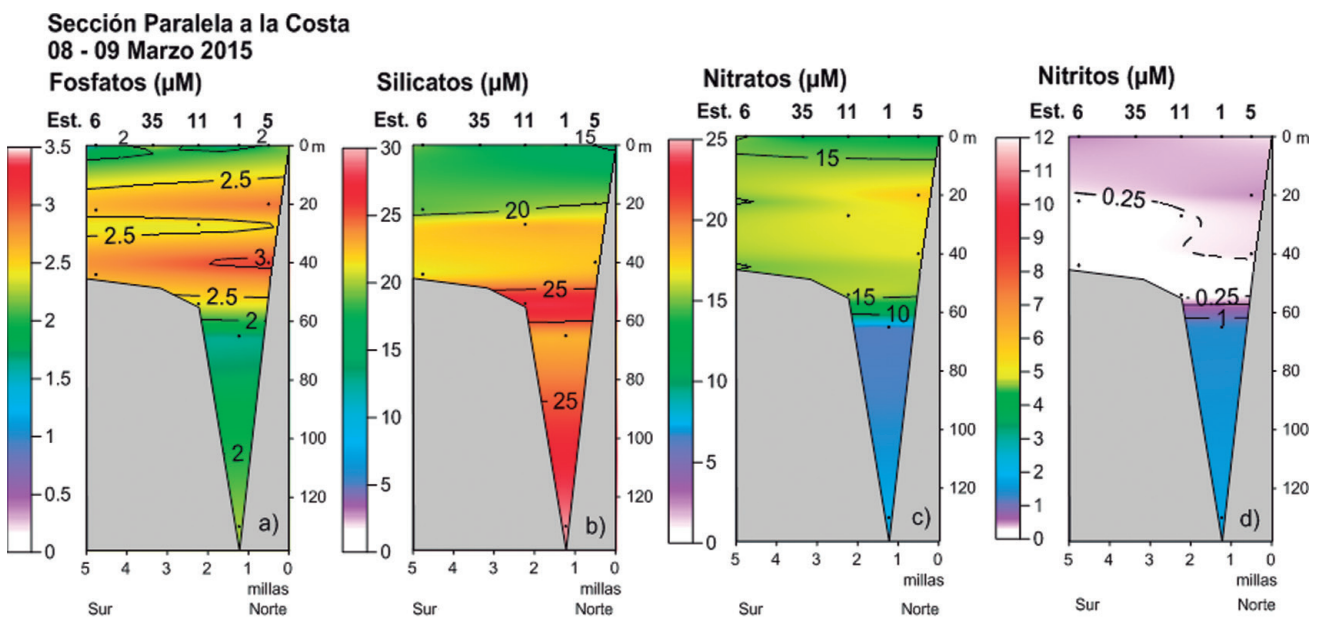 Sección Paralela a la Costa
08 - 09 Marzo 2015
Fosfatos (µM)
Est. 6 35 11 1 5
3.5
3
2.5
2
1.5
1
0.5
0
2
2
2.5
2.5
3
2.5
2
2
0 m
20
40
60
80
100
120
a)
5 4 3 2 1 0
millas
Sur Norte
Silicatos (µM)
Est. 6 35 11 1 5
30
25
20
15
10
5
0
15
20
25
25
0 m
20
40
60
80
100
120
b)
5 4 3 2 1 0
millas
Sur Norte
Nitratos (µM)
Est. 6 35 11 1 5
25
20
15
10
5
0
15
15
10
0 m
20
40
60
80
100
120
c)
5 4 3 2 1 0
millas
Sur Norte
Nitritos (µM)
Est. 6 35 11 1 5
12
11
10
9
8
7
6
5
4
3
2
1
0
0.25
0.25
1
0 m
20
40
60
80
100
120
d)
5 4 3 2 1 0
millas
Sur Norte